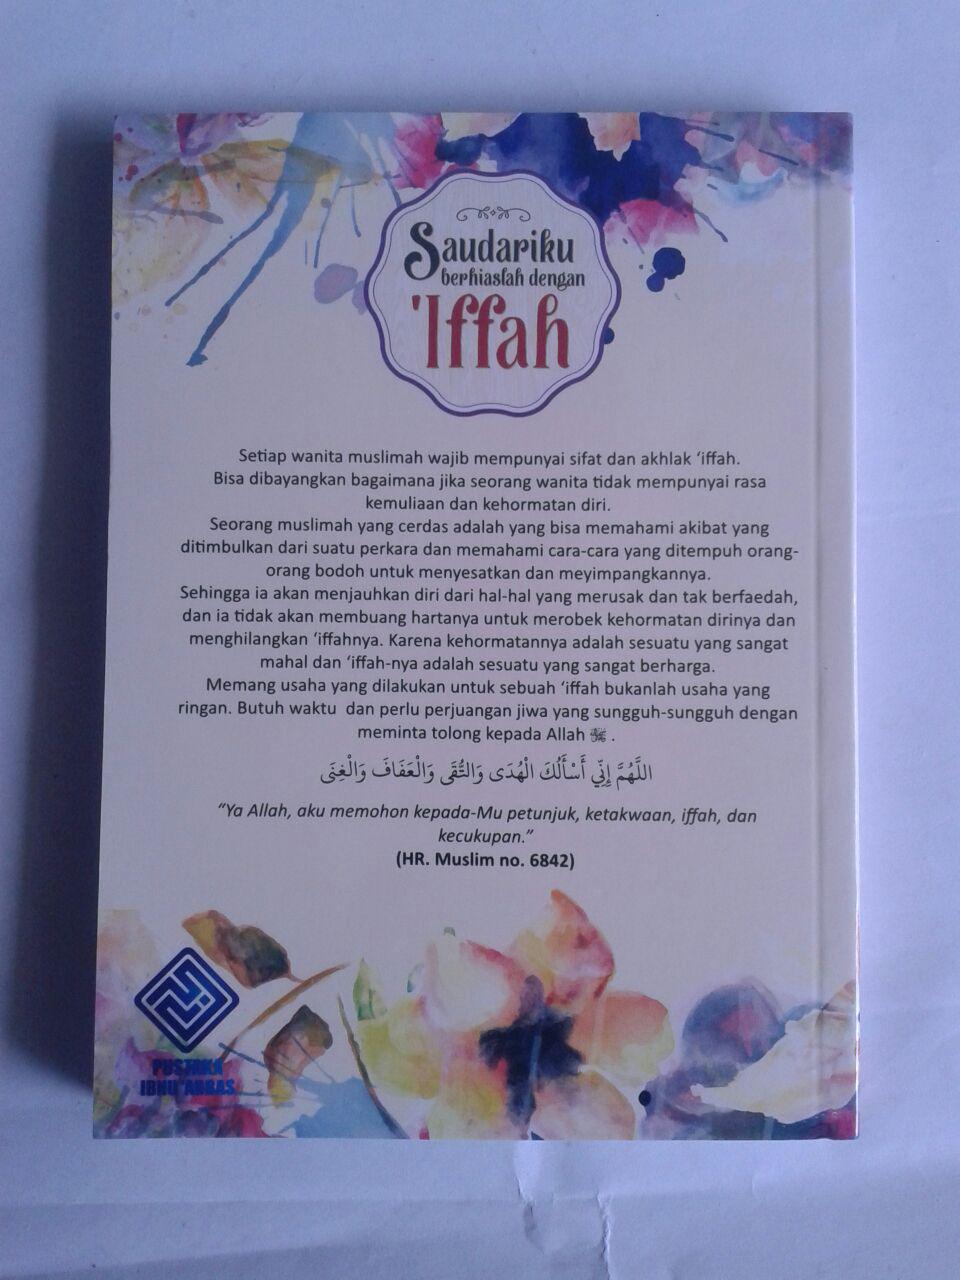 Saudariku
berhiaslah dengan
'Iffah
Setiap wanita muslimah wajib mempunyai sifat dan akhlak ‘iffah.
Bisa dibayangkan bagaimana jika seorang wanita tidak mempunyai rasa
kemuliaan dan kehormatan diri.
Seorang muslimah yang cerdas adalah yang bisa memahami akibat yang
ditimbulkan dari suatu perkara dan memahami cara-cara yang ditempuh orang-
orang bodoh untuk menyesatkan dan meyimpangkannya.
Sehingga ia akan menjauhkan diri dari hal-hal yang merusak dan tak berfaedah,
dan ia tidak akan membuang hartanya untuk merobek kehormatan dirinya dan
menghilangkan ‘iffahnya. Karena kehormatannya adalah sesuatu yang sangat
mahal dan ‘iffah-nya adalah sesuatu yang sangat berharga.
Memang usaha yang dilakukan untuk sebuah ‘iffah bukanlah usaha yang
ringan. Butuh waktu dan perlu perjuangan jiwa yang sungguh-sungguh dengan
meminta tolong kepada Allah .
اللَّهُمَّ إِنِّي أَسْأَلُكَ الْهُدَى وَالتُّقَى وَالْعَفَافَ وَالْغِنَى
“Ya Allah, aku memohon kepada-Mu petunjuk, ketakwaan, iffah, dan
kecukupan.”
(HR. Muslim no. 6842)
PUSTAKA
IBNU 'ABBAS